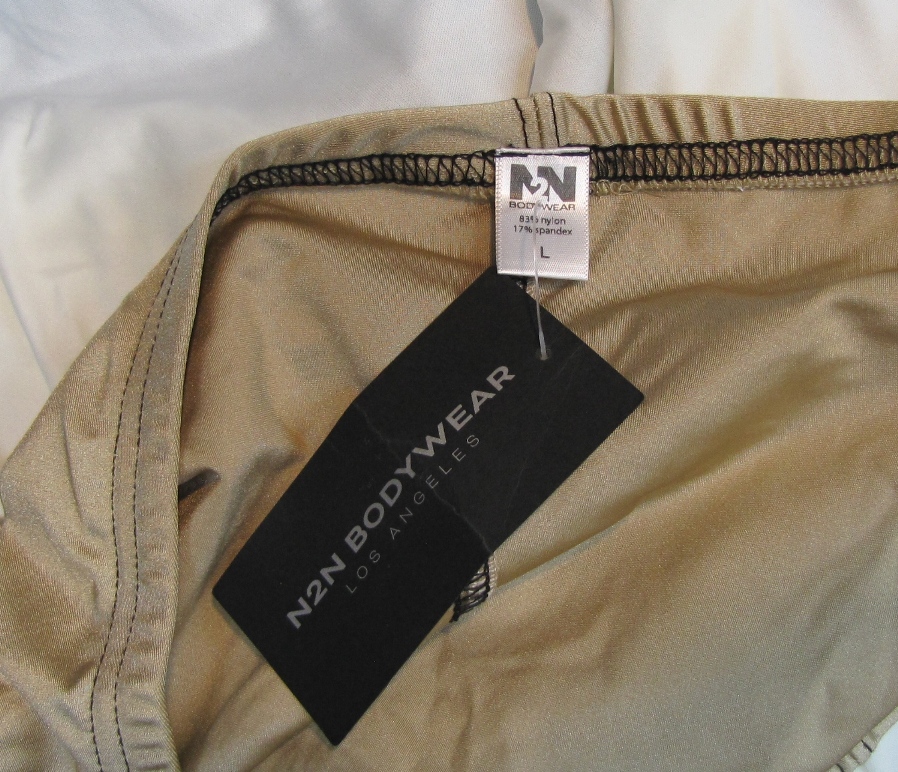 N2N
BODYWEAR
83% nylon
17% spandex
L
N2N BODYWEAR
LOS ANGELES